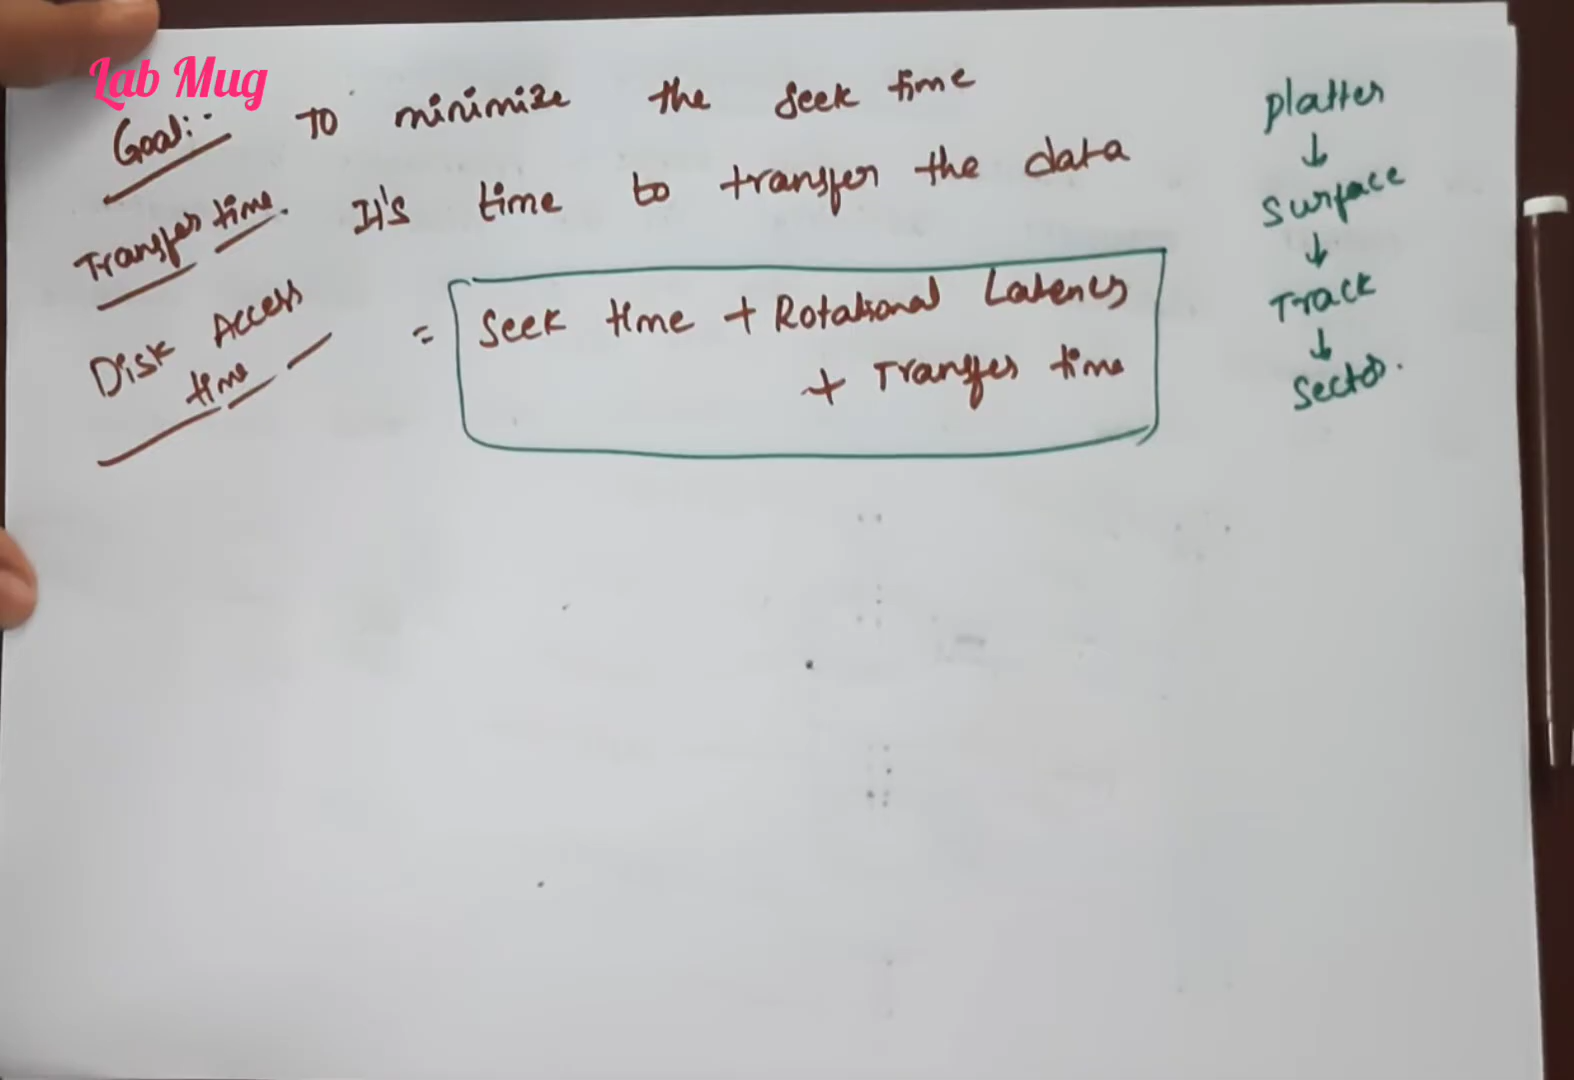 Lab Mug
Goal:- To minimize the seek time
Transfer time. It's time to transfer the data
Disk Access time = Seek time + Rotational Latency
+ Transfer time
platter
↓
Surface
↓
Track
↓
Sector.